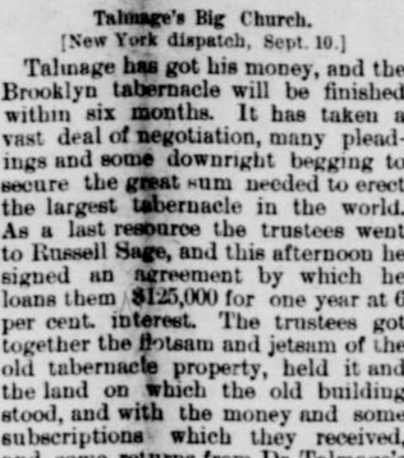 Talmage's Big Church.
[New York dispatch, Sept. 10.]
Talmage has got his money, and the
Brooklyn tabernacle will be finished
within six months. It has taken a
vast deal of negotiation, many plead-
ings and some downright begging to
secure the great sum needed to erect
the largest tabernacle in the world.
As a last resource the trustees went
to Russell Sage, and this afternoon he
signed an agreement by which he
loans them $125,000 for one year at 6
per cent. interest. The trustees got
together the flotsam and jetsam of the
old tabernacle property, held it and
the land on which the old building
stood, and with the money and some
subscriptions which they received,
and some returns from Dr. Talmage's